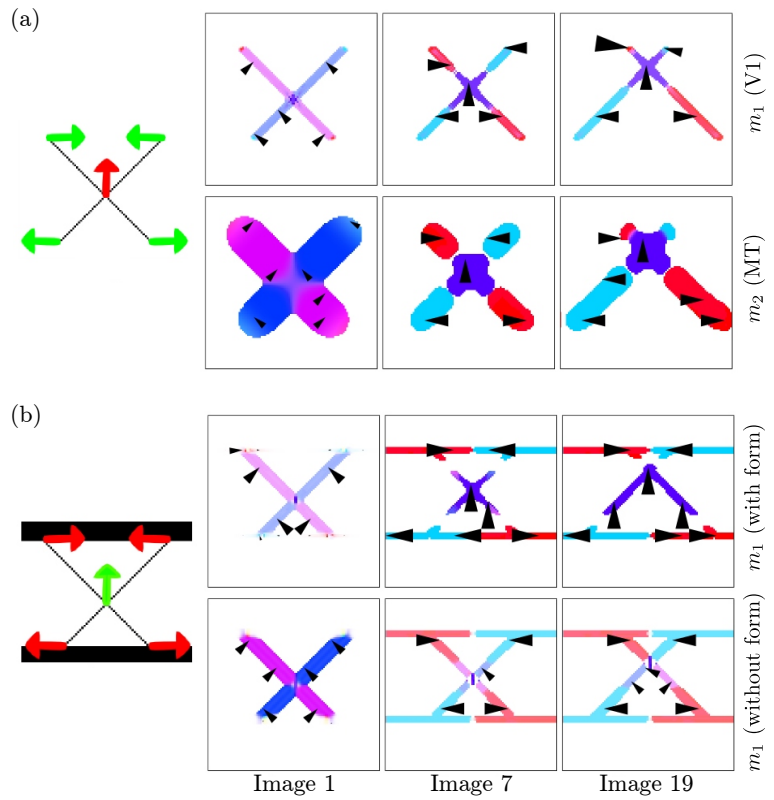 (a)
m₁ (V1)
m₂ (MT)
(b)
m₁ (with form)
m₁ (without form)
Image 1 Image 7 Image 19